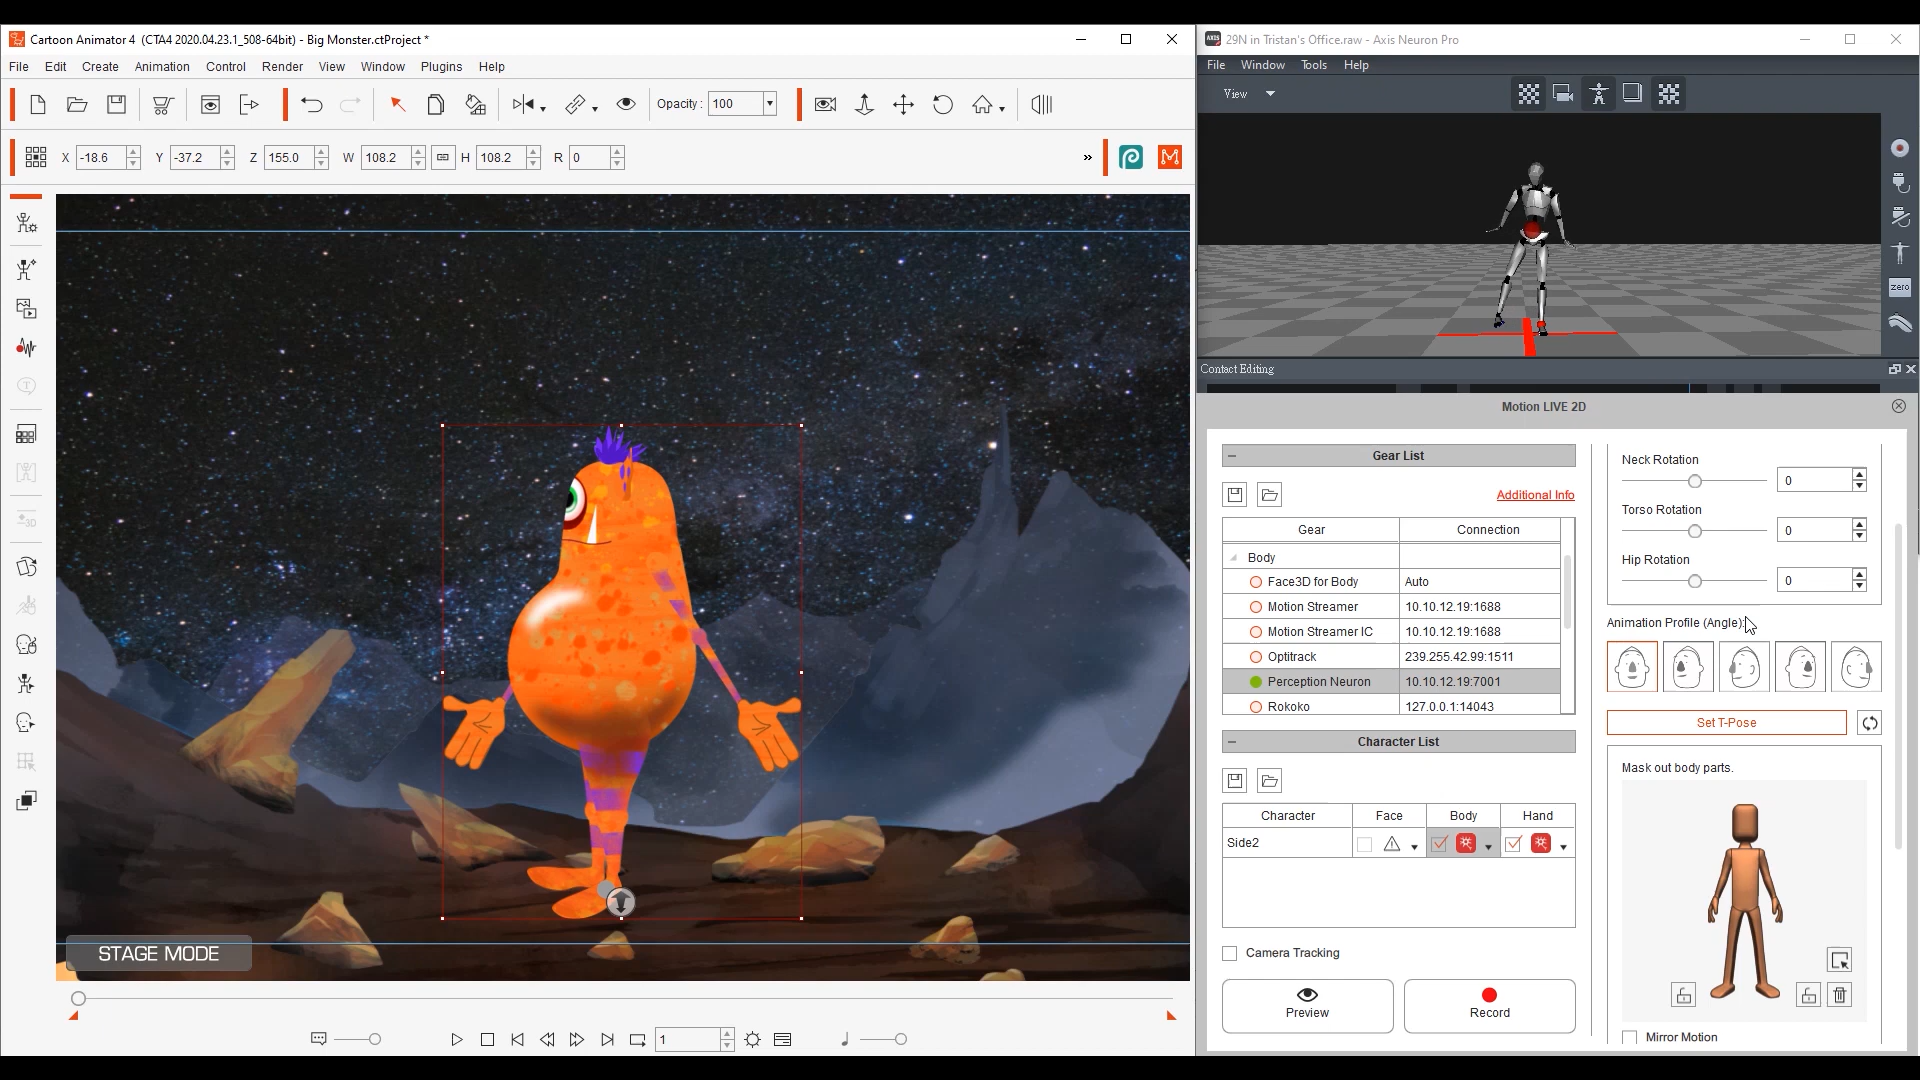 Cartoon Animator 4 (CTA4 2020.04.23.1_508-64bit) - Big Monster.ctProject *
File Edit Create Animation Control Render View Window Plugins Help
Opacity : 100
X -18.6 Y -37.2 Z 155.0 W 108.2 H 108.2 R 0 »
STAGE MODE
1
AXIS 29N in Tristan's Office.raw - Axis Neuron Pro
File Window Tools Help
View
zero
Contact Editing
Motion LIVE 2D
Gear List
Additional Info
Gear Connection
Body
Face3D for Body Auto
Motion Streamer 10.10.12.19:1688
Motion Streamer IC 10.10.12.19:1688
Optitrack 239.255.42.99:1511
Perception Neuron 10.10.12.19:7001
Rokoko 127.0.0.1:14043
Character List
Character Face Body Hand
Side2
Camera Tracking
Preview Record
Neck Rotation
0
Torso Rotation
0
Hip Rotation
0
Animation Profile (Angle):
Set T-Pose
Mask out body parts.
Mirror Motion